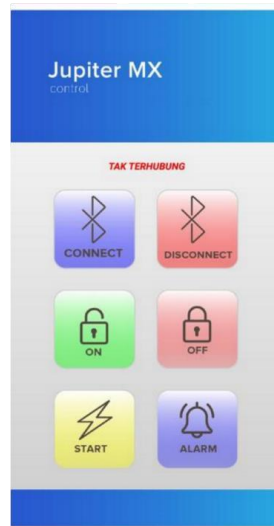 Jupiter MX
control
TAK TERHUBUNG
CONNECT
DISCONNECT
ON
OFF
START
ALARM